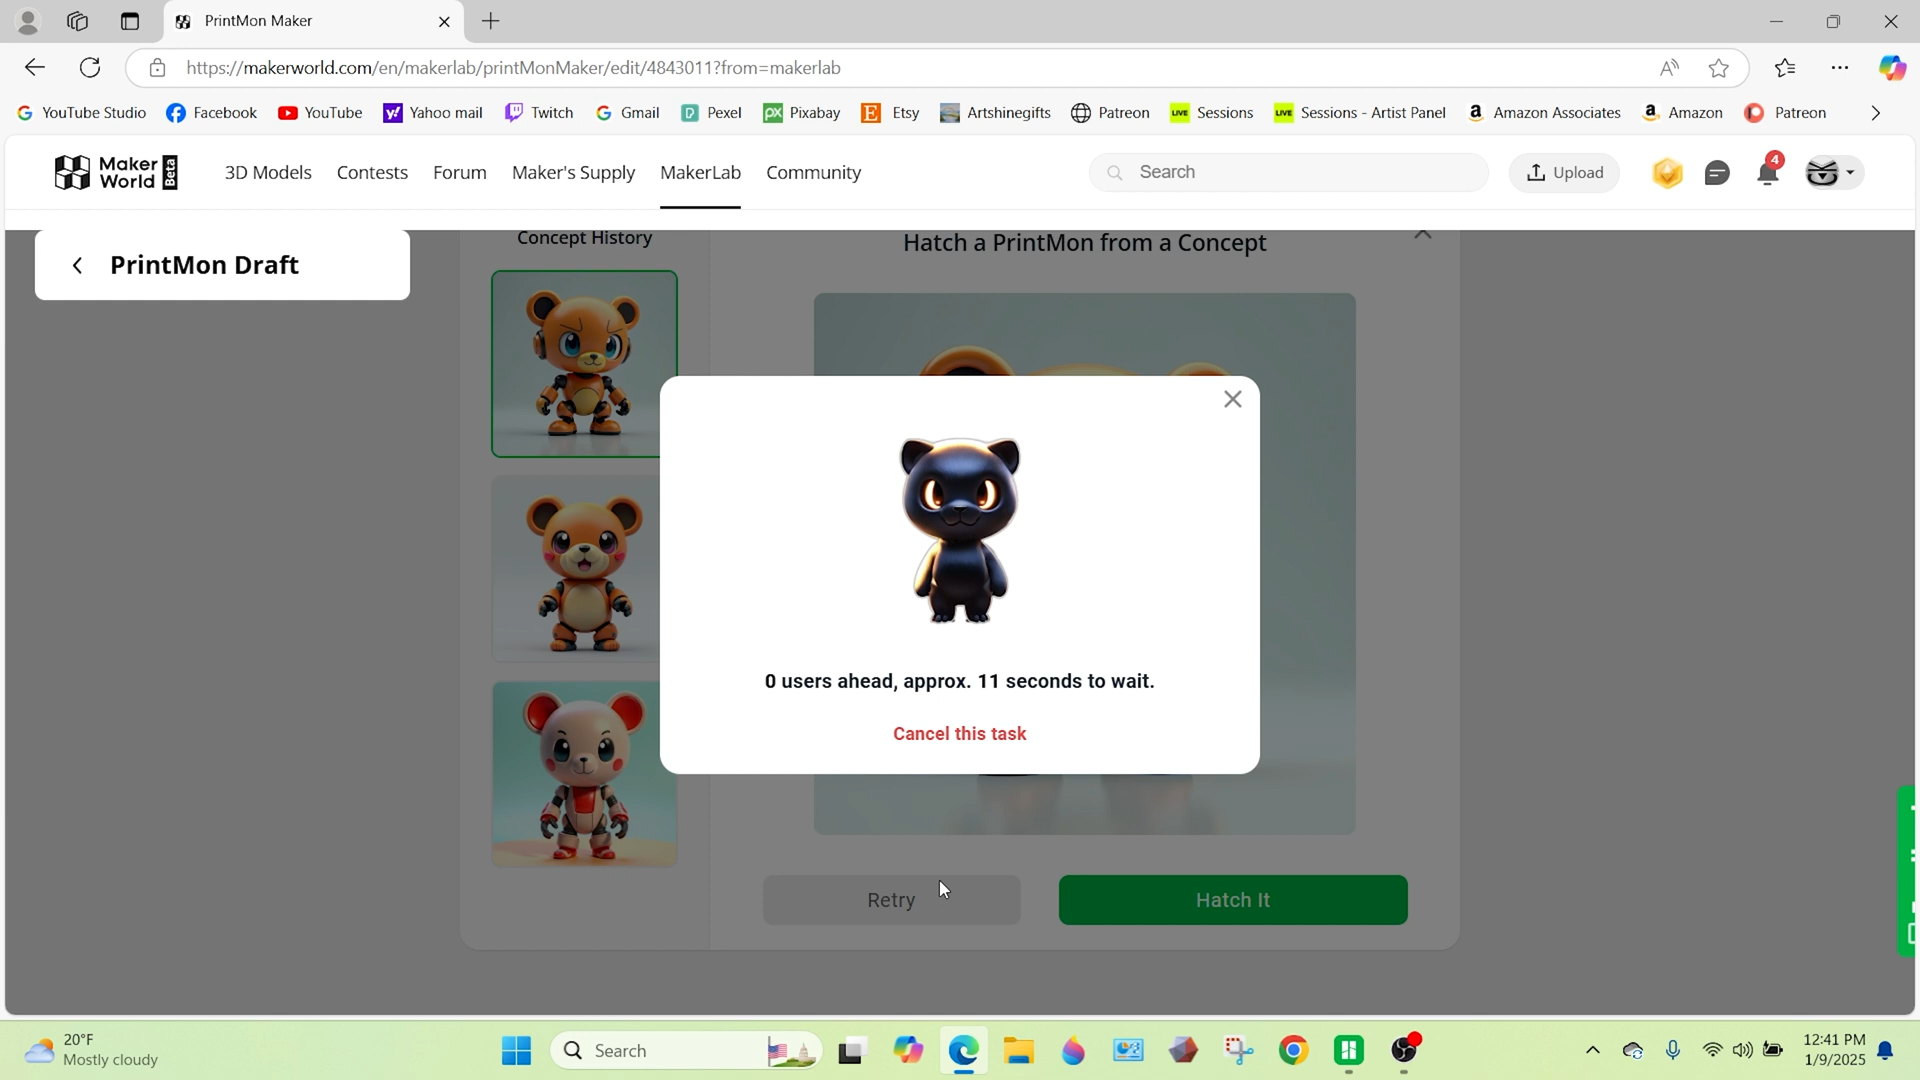 PrintMon Maker
https://makerworld.com/en/makerlab/printMonMaker/edit/4843011?from=makerlab
YouTube Studio Facebook YouTube Yahoo mail Twitch Gmail Pexel Pixabay Etsy Artshinegifts Patreon LIVE Sessions LIVE Sessions - Artist Panel Amazon Associates Amazon Patreon
Maker World Beta
3D Models Contests Forum Maker's Supply MakerLab Community
Search
Upload
4
PrintMon Draft
Concept History
Hatch a PrintMon from a Concept
0 users ahead, approx. 11 seconds to wait.
Cancel this task
Retry
Hatch It
20°F
Mostly cloudy
Search
12:41 PM
1/9/2025